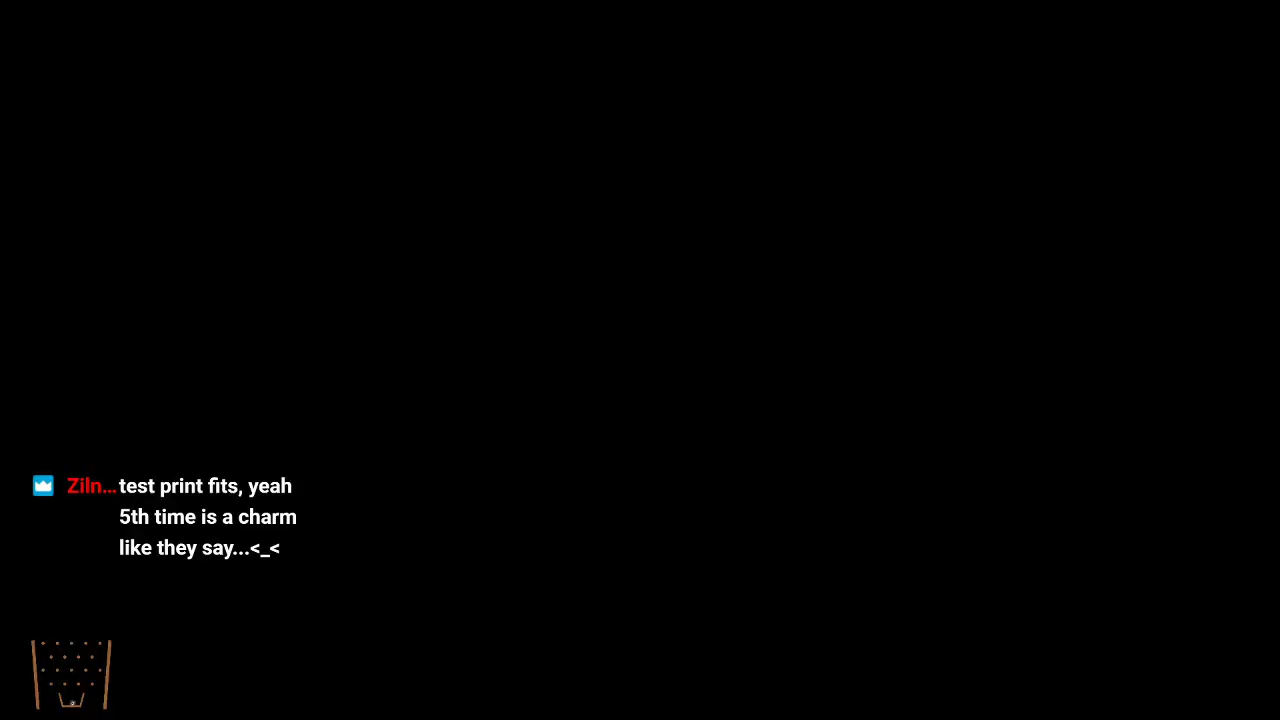 Ziln... test print fits, yeah
5th time is a charm
like they say...<_<